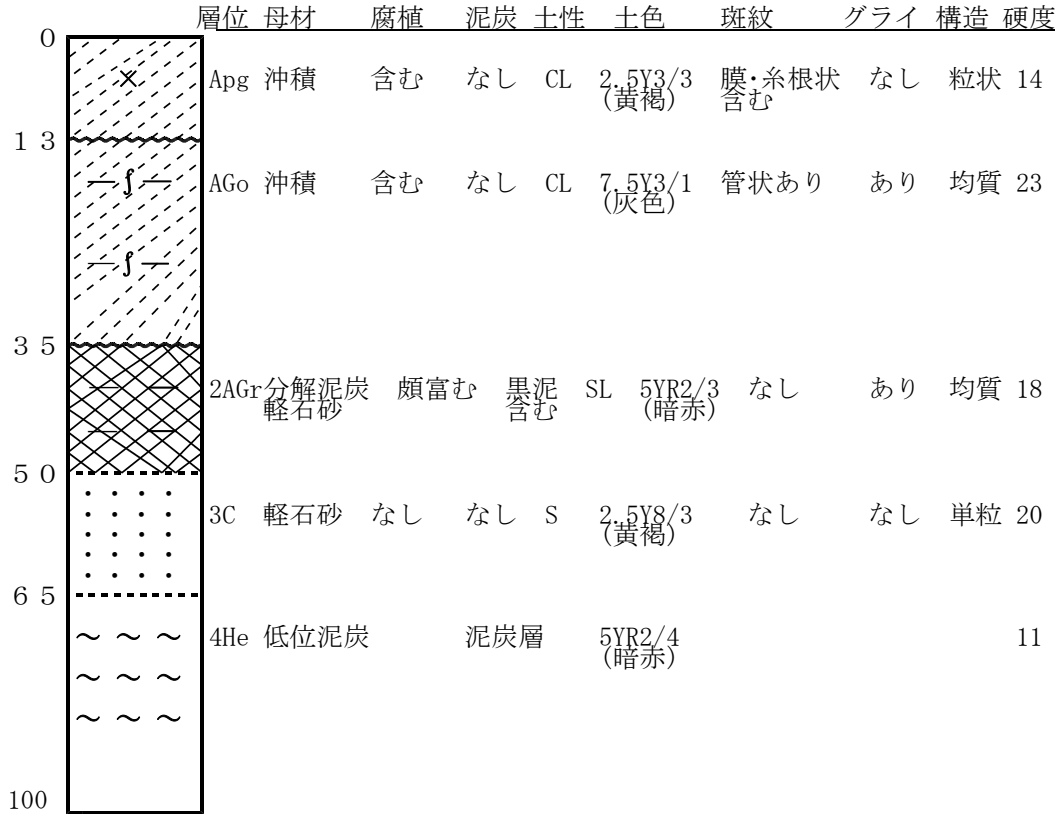 層位 母材 腐植 泥炭 土性 土色 斑紋 グライ 構造 硬度
0
Apg 沖積 含む なし CL 2.5Y3/3 膜・糸根状 なし 粒状 14
(黄褐) 含む
13
AGo 沖積 含む なし CL 7.5Y3/1 管状あり あり 均質 23
(灰色)
35
2AGr 分解泥炭 頗富む 黒泥 SL 5YR2/3 なし あり 均質 18
軽石砂 含む (暗赤)
50
3C 軽石砂 なし なし S 2.5Y8/3 なし なし 単粒 20
(黄褐)
65
4He 低位泥炭 泥炭層 5YR2/4 11
(暗赤)
100